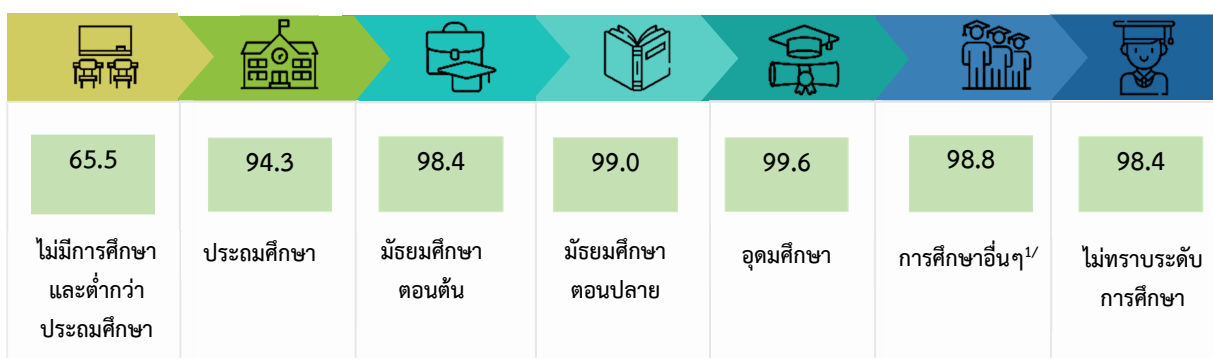 65.5
94.3
98.4
99.0
99.6
98.8
98.4
ไม่มีการศึกษา
และต่ำกว่า
ประถมศึกษา
ประถมศึกษา
มัธยมศึกษา
ตอนต้น
มัธยมศึกษา
ตอนปลาย
อุดมศึกษา
การศึกษาอื่นๆ1/
ไม่ทราบระดับ
การศึกษา